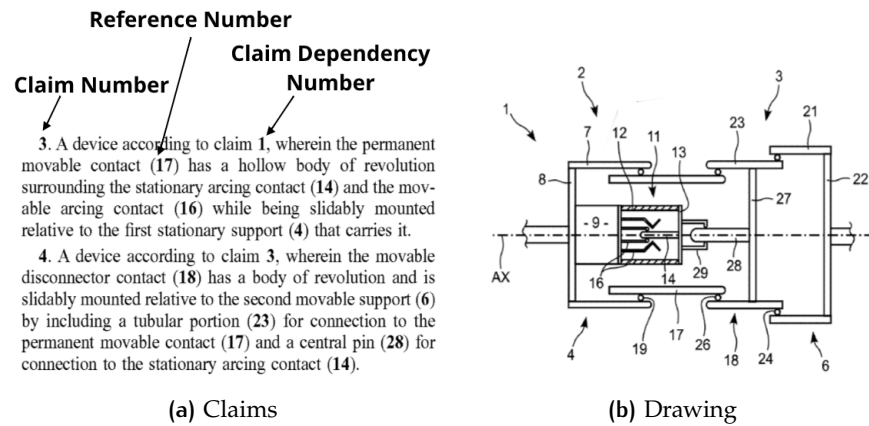 Reference Number
Claim Dependency
Number
Claim Number
3. A device according to claim 1, wherein the permanent
movable contact (17) has a hollow body of revolution
surrounding the stationary arcing contact (14) and the mov-
able arcing contact (16) while being slidably mounted
relative to the first stationary support (4) that carries it.
4. A device according to claim 3, wherein the movable
disconnector contact (18) has a body of revolution and is
slidably mounted relative to the second movable support (6)
by including a tubular portion (23) for connection to the
permanent movable contact (17) and a central pin (28) for
connection to the stationary arcing contact (14).
(a) Claims
1
2
3
7
12
11
23
21
13
8
27
22
- 9 -
AX
16
14
29
28
4
19
17
26
18
24
6
(b) Drawing